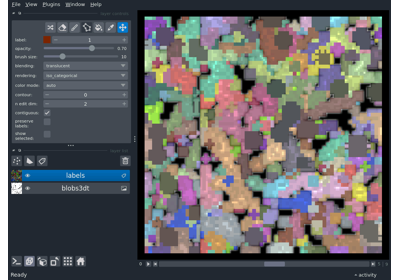 File View Plugins Window Help
label: 1
opacity: 0.70
brush size: 10
blending: translucent
rendering: iso_categorical
color mode: auto
contour: 0
n edit dim: 2
contiguous:
preserve
labels:
show
selected:
labels
blobs3dt
Ready
activity